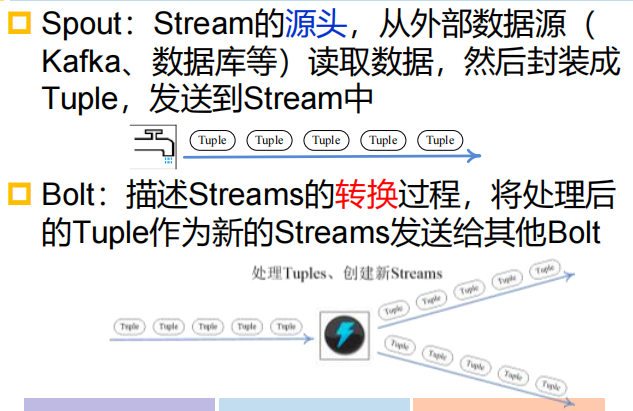 Spout：Stream的源头，从外部数据源（
Kafka、数据库等）读取数据，然后封装成
Tuple，发送到Stream中
Tuple Tuple Tuple Tuple Tuple
Bolt：描述Streams的转换过程，将处理后
的Tuple作为新的Streams发送给其他Bolt
处理Tuples、创建新Streams
Tuple Tuple Tuple Tuple Tuple
Tuple Tuple Tuple Tuple Tuple
Tuple Tuple Tuple Tuple Tuple